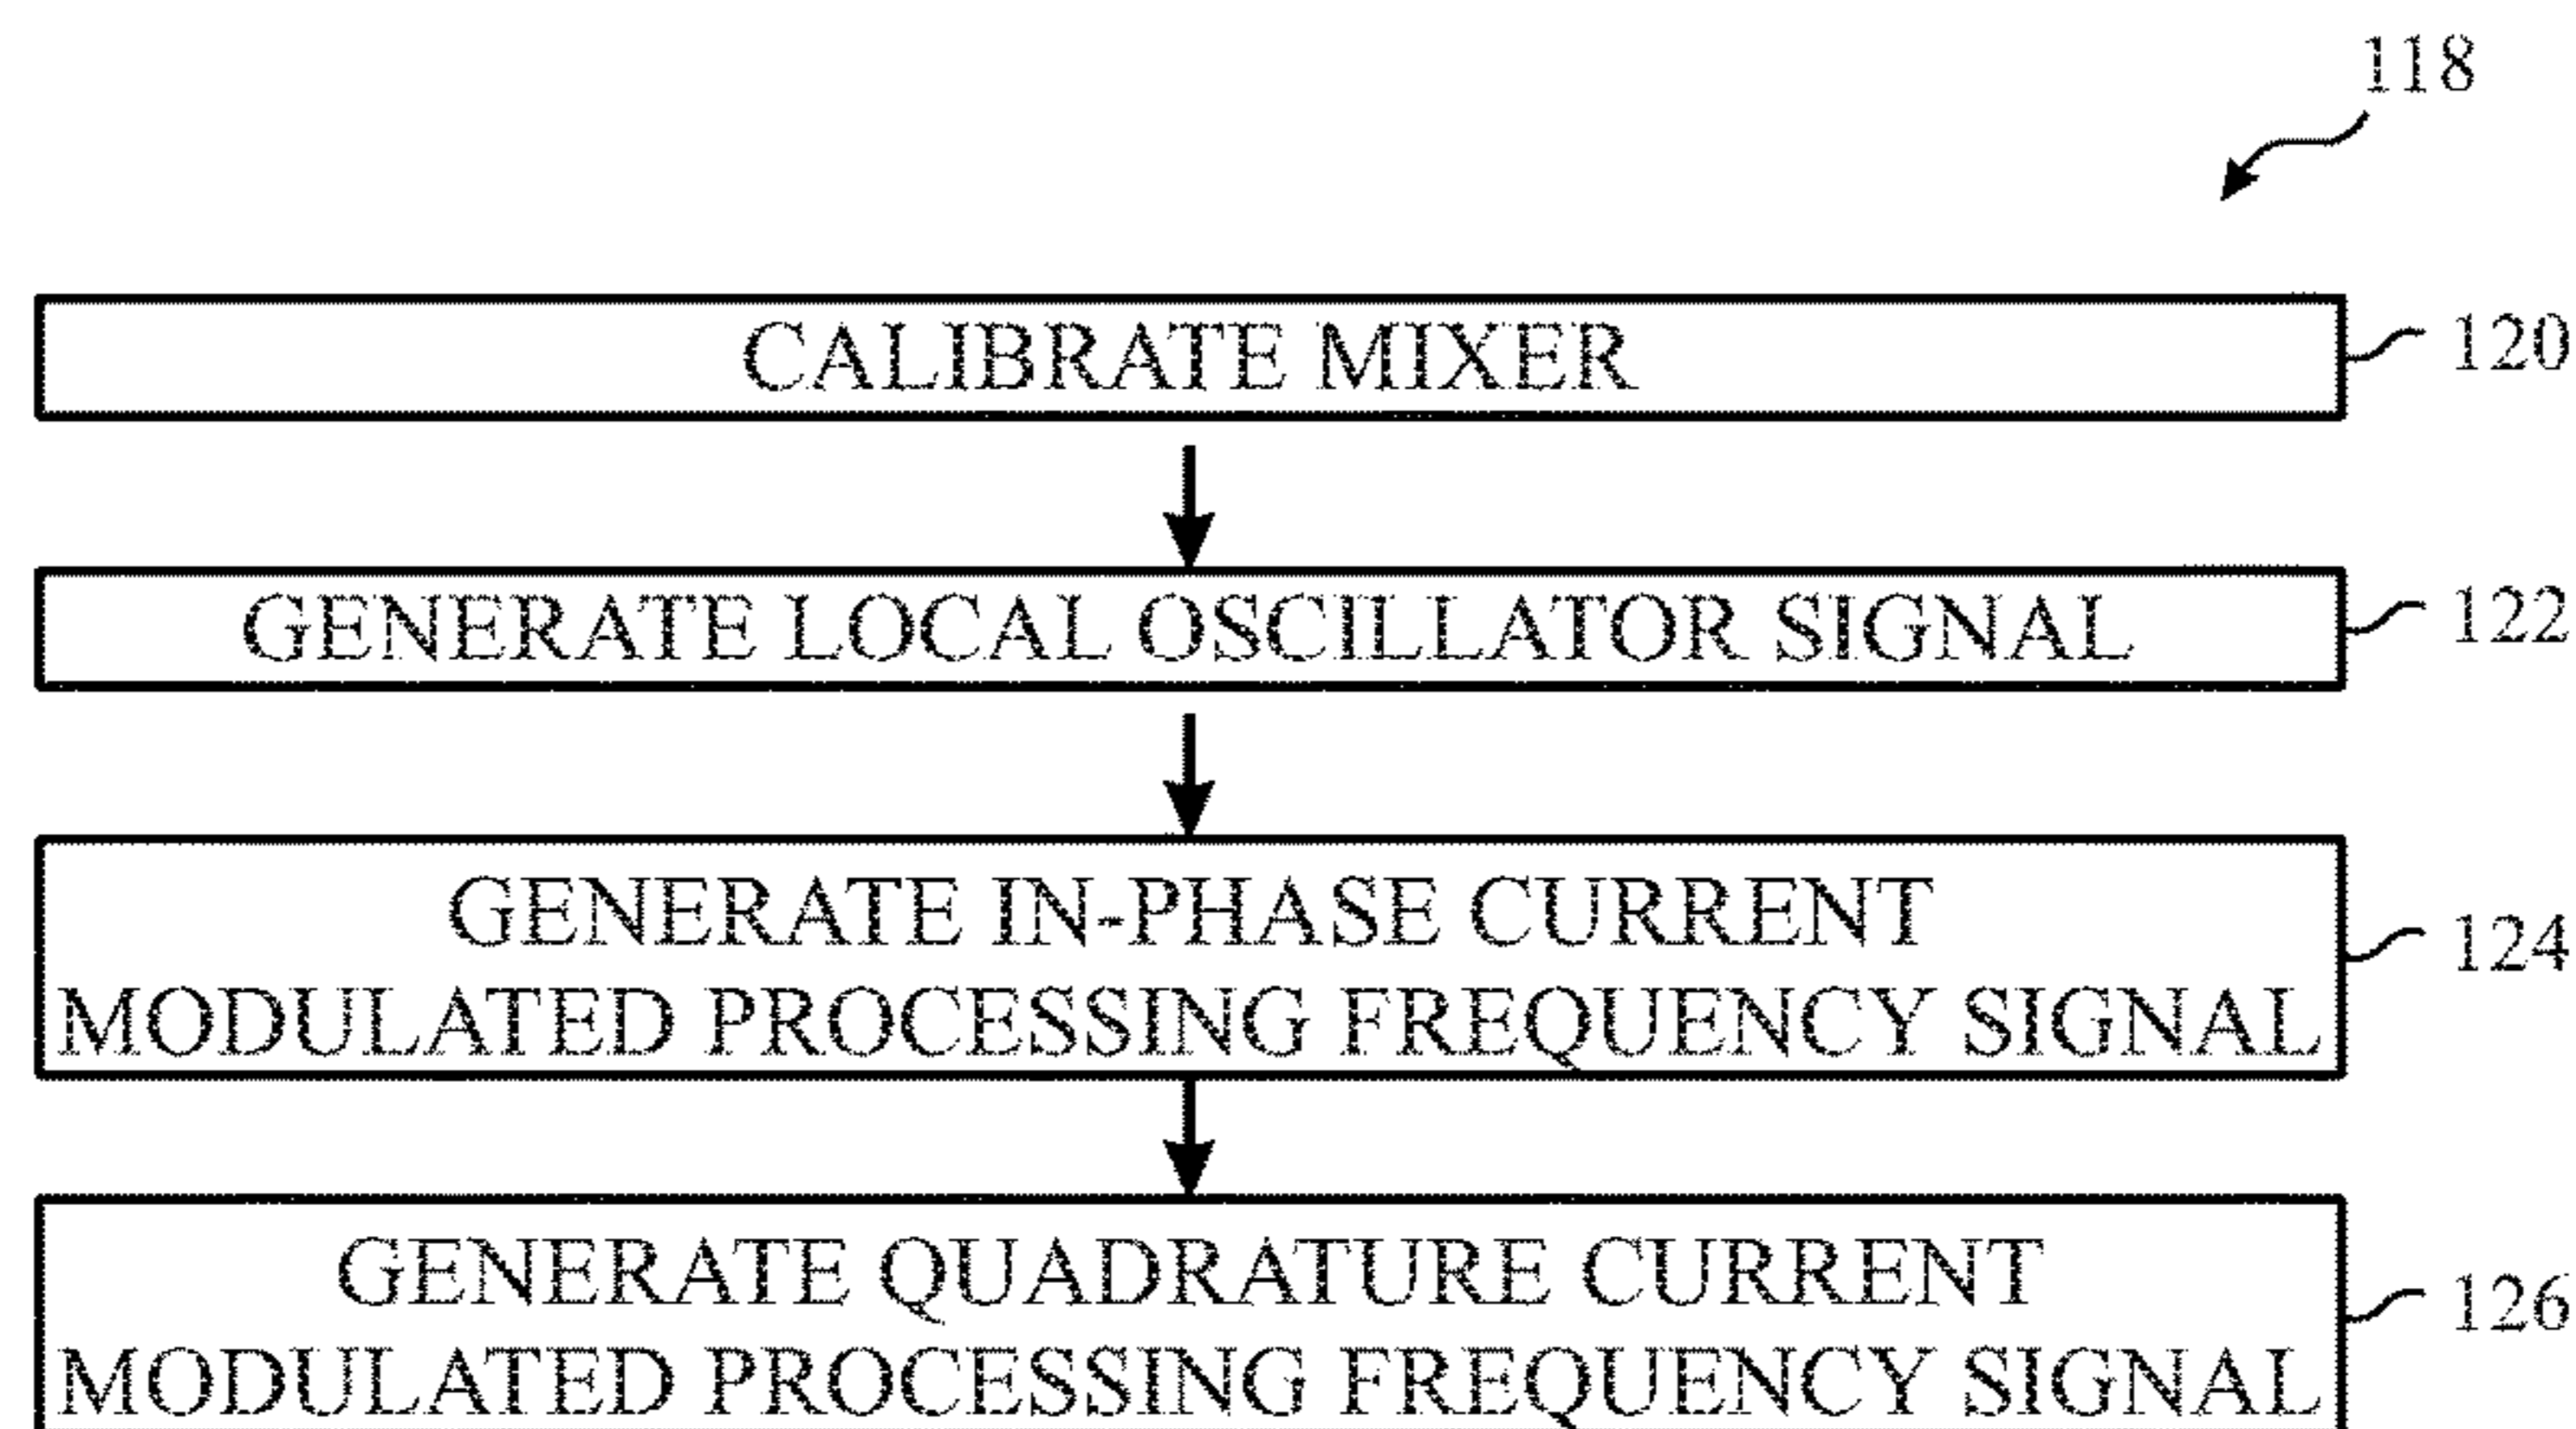 118
CALIBRATE MIXER
120
GENERATE LOCAL OSCILLATOR SIGNAL
122
GENERATE IN-PHASE CURRENT
MODULATED PROCESSING FREQUENCY SIGNAL
124
GENERATE QUADRATURE CURRENT
MODULATED PROCESSING FREQUENCY SIGNAL
126